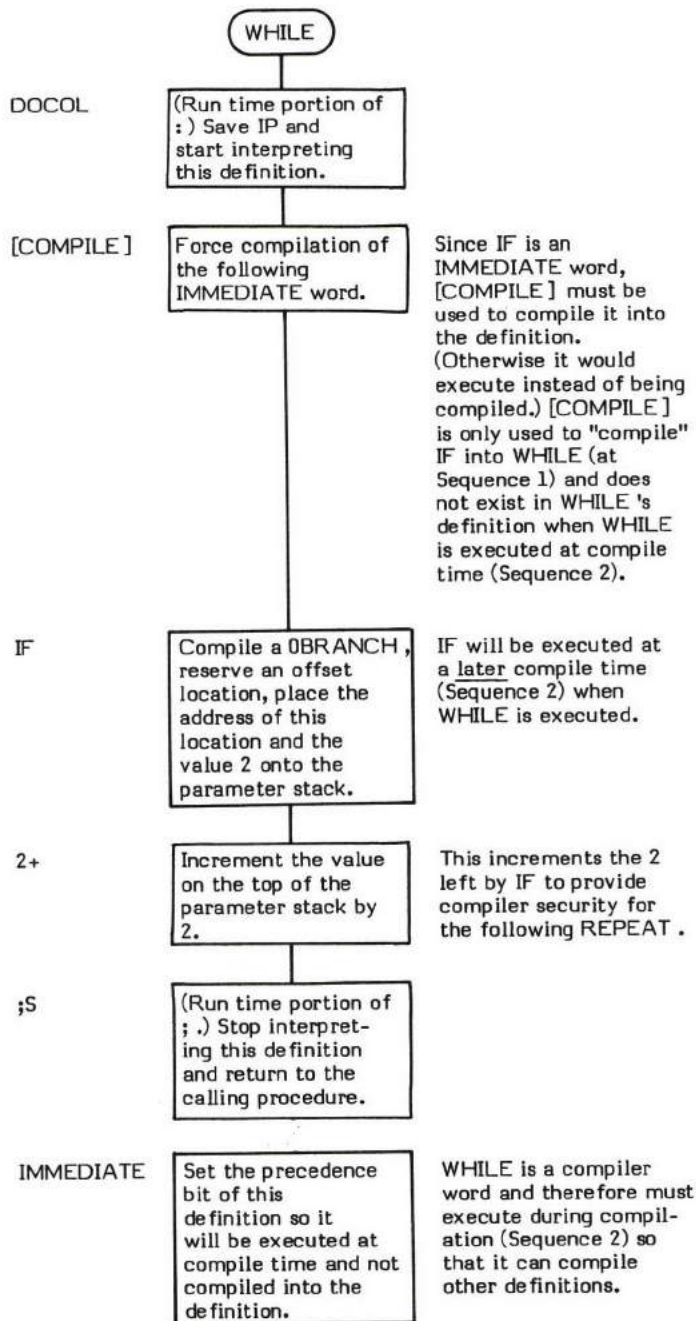 WHILE
DOCOL
(Run time portion of
: ) Save IP and
start interpreting
this definition.
[COMPILE]
Force compilation of
the following
IMMEDIATE word.
Since IF is an
IMMEDIATE word,
[COMPILE] must be
used to compile it into
the definition.
(Otherwise it would
execute instead of being
compiled.) [COMPILE]
is only used to "compile"
IF into WHILE (at
Sequence 1) and does
not exist in WHILE 's
definition when WHILE
is executed at compile
time (Sequence 2).
IF
Compile a 0BRANCH ,
reserve an offset
location, place the
address of this
location and the
value 2 onto the
parameter stack.
IF will be executed at
a later compile time
(Sequence 2) when
WHILE is executed.
2+
Increment the value
on the top of the
parameter stack by
2.
This increments the 2
left by IF to provide
compiler security for
the following REPEAT .
;S
(Run time portion of
; .) Stop interpret-
ing this definition
and return to the
calling procedure.
IMMEDIATE
Set the precedence
bit of this
definition so it
will be executed at
compile time and not
compiled into the
definition.
WHILE is a compiler
word and therefore must
execute during compil-
ation (Sequence 2) so
that it can compile
other definitions.